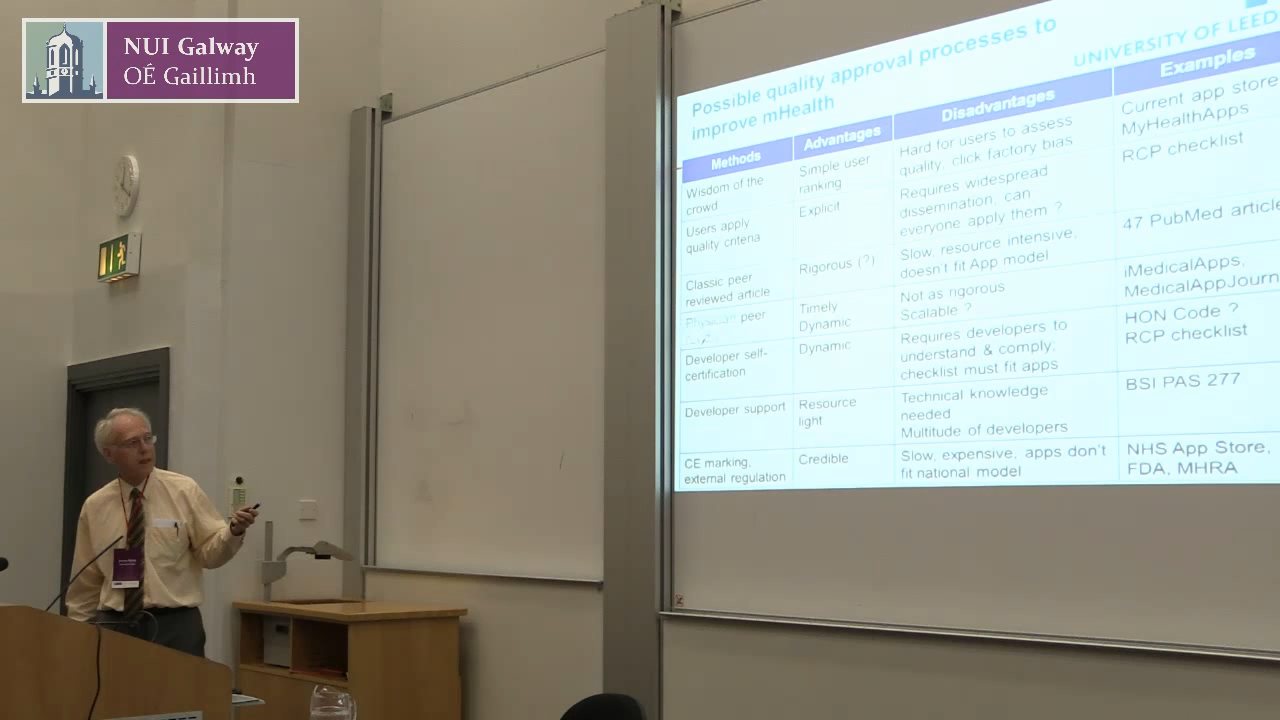 NUI Galway
OÉ Gaillimh
Possible quality approval processes to
improve mHealth
UNIVERSITY OF LEED
Methods
Advantages
Disadvantages
Examples
Wisdom of the
crowd
Simple user
ranking
Hard for users to assess
quality, click factory bias
Current app store
MyHealthApps
Users apply
quality criteria
Explicit
Requires widespread
dissemination, can
everyone apply them ?
RCP checklist
Classic peer
reviewed article
Rigorous (?)
Slow, resource intensive,
doesn't fit App model
47 PubMed article
Physician peer
Timely
Dynamic
Not as rigorous
Scalable ?
iMedicalApps,
MedicalAppJourn
Developer self-
certification
Dynamic
Requires developers to
understand & comply;
checklist must fit apps
HON Code ?
RCP checklist
Developer support
Resource
light
Technical knowledge
needed
Multitude of developers
BSI PAS 277
CE marking,
external regulation
Credible
Slow, expensive, apps don't
fit national model
NHS App Store,
FDA, MHRA